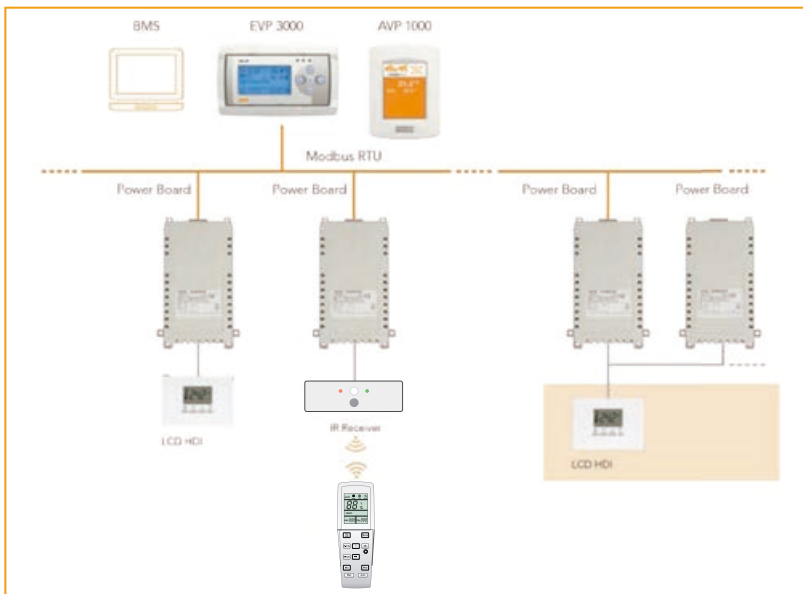 BMS
EVP 3000
AVP 1000
Modbus RTU
Power Board
Power Board
Power Board
Power Board
LCD HDI
IR Receiver
LCD HDI